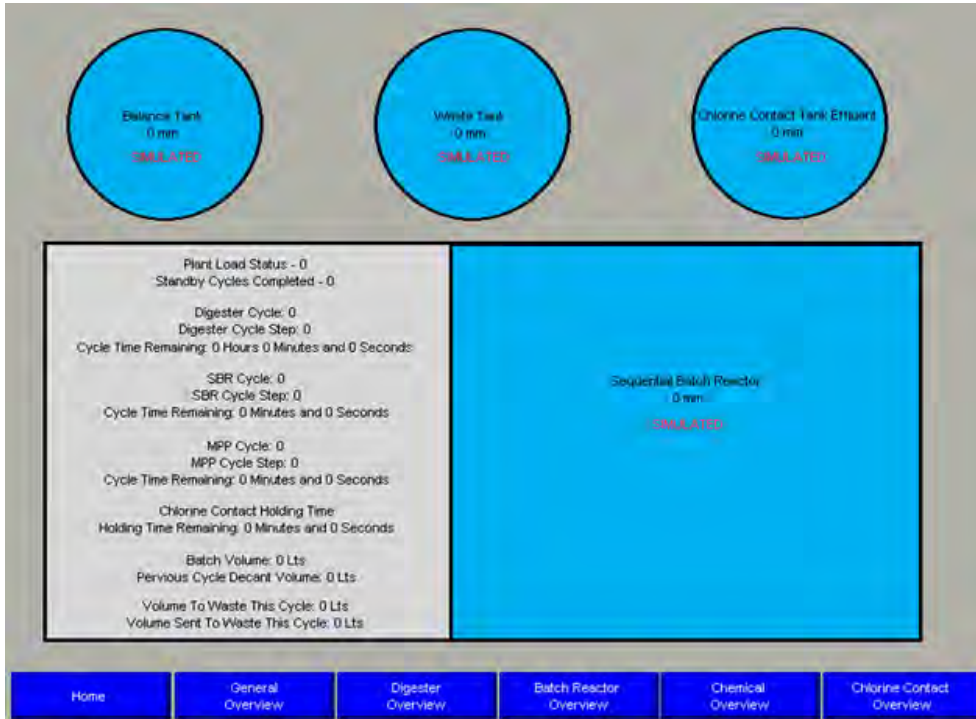 Balance Tank
0 mm
SIMULATED
Waste Tank
0 mm
SIMULATED
Chlorine Contact Tank Effluent
0 mm
SIMULATED
Plant Load Status - 0
Standby Cycles Completed - 0
Digester Cycle: 0
Digester Cycle Step: 0
Cycle Time Remaining: 0 Hours 0 Minutes and 0 Seconds
SBR Cycle: 0
SBR Cycle Step: 0
Cycle Time Remaining: 0 Minutes and 0 Seconds
MPP Cycle: 0
MPP Cycle Step: 0
Cycle Time Remaining: 0 Minutes and 0 Seconds
Chlorine Contact Holding Time
Holding Time Remaining: 0 Minutes and 0 Seconds
Batch Volume: 0 Lts
Pervious Cycle Decant Volume: 0 Lts
Volume To Waste This Cycle: 0 Lts
Volume Sent To Waste This Cycle: 0 Lts
Sequential Batch Reactor
0 mm
SIMULATED
Home
General
Overview
Digester
Overview
Batch Reactor
Overview
Chemical
Overview
Chlorine Contact
Overview